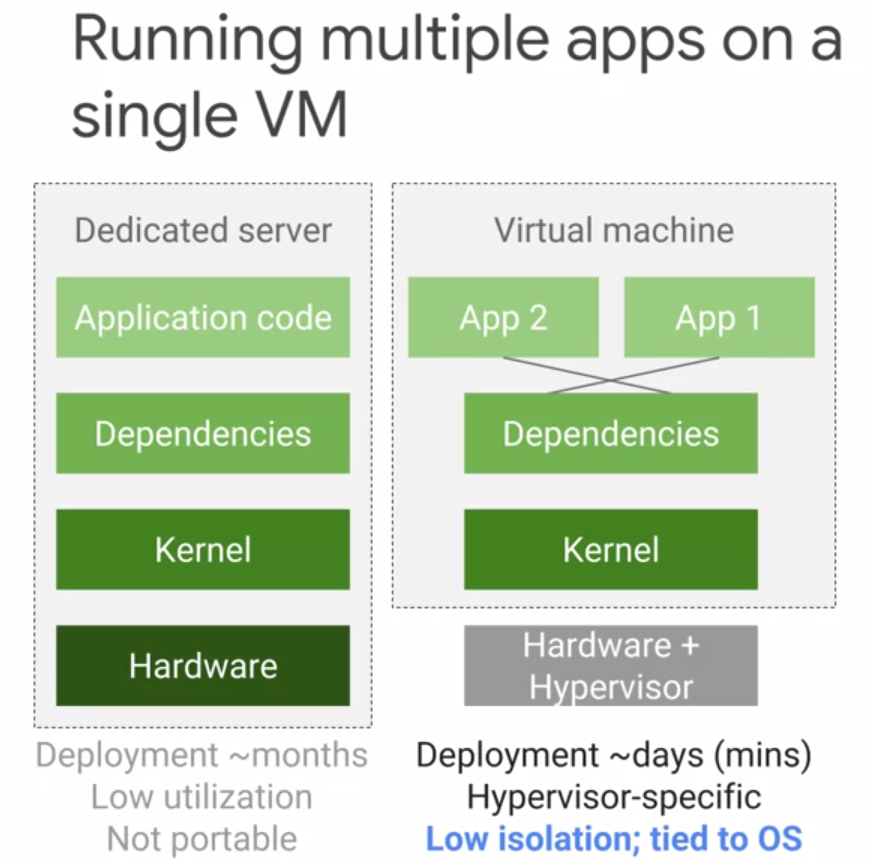 Running multiple apps on a
single VM
Dedicated server
Application code
Dependencies
Kernel
Hardware
Deployment ~months
Low utilization
Not portable
Virtual machine
App 2
App 1
Dependencies
Kernel
Hardware +
Hypervisor
Deployment ~days (mins)
Hypervisor-specific
Low isolation; tied to OS